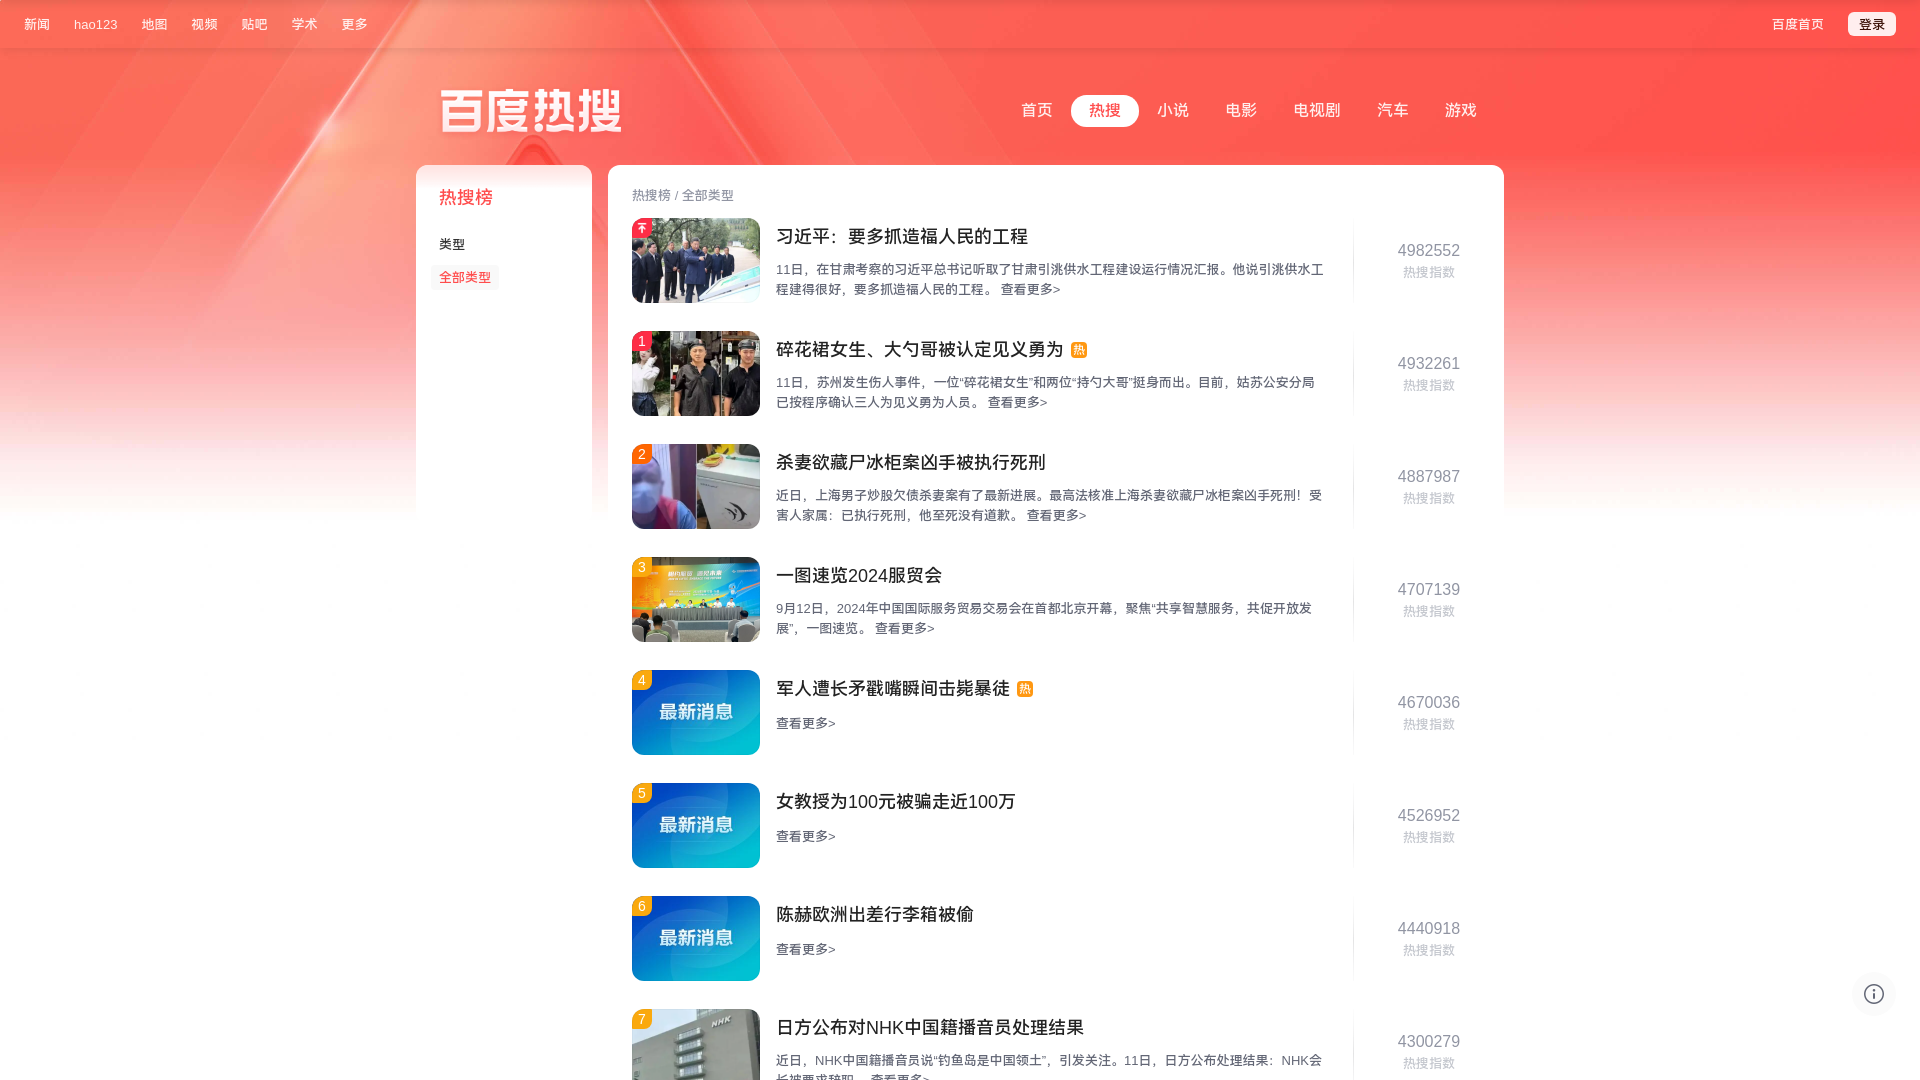 新闻 hao123 地图 视频 贴吧 学术 更多 百度首页 登录
百度热搜
首页 热搜 小说 电影 电视剧 汽车 游戏
热搜榜
类型
全部类型
热搜榜 / 全部类型
习近平：要多抓造福人民的工程
11日，在甘肃考察的习近平总书记听取了甘肃引洮供水工程建设运行情况汇报。他说引洮供水工
程建得很好，要多抓造福人民的工程。 查看更多>
4982552
热搜指数
1
碎花裙女生、大勺哥被认定见义勇为 热
11日，苏州发生伤人事件，一位“碎花裙女生”和两位“持勺大哥”挺身而出。目前，姑苏公安分局
已按程序确认三人为见义勇为人员。 查看更多>
4932261
热搜指数
2
杀妻欲藏尸冰柜案凶手被执行死刑
近日，上海男子炒股欠债杀妻案有了最新进展。最高法核准上海杀妻欲藏尸冰柜案凶手死刑！受
害人家属：已执行死刑，他至死没有道歉。 查看更多>
4887987
热搜指数
3
一图速览2024服贸会
9月12日，2024年中国国际服务贸易交易会在首都北京开幕，聚焦“共享智慧服务，共促开放发
展”，一图速览。 查看更多>
4707139
热搜指数
4
最新消息
军人遭长矛戳嘴瞬间击毙暴徒 热
查看更多>
4670036
热搜指数
5
最新消息
女教授为100元被骗走近100万
查看更多>
4526952
热搜指数
6
最新消息
陈赫欧洲出差行李箱被偷
查看更多>
4440918
热搜指数
7
NHK
日方公布对NHK中国籍播音员处理结果
近日，NHK中国籍播音员说“钓鱼岛是中国领土”，引发关注。11日，日方公布处理结果：NHK会
长被要求辞职。 查看更多>
4300279
热搜指数